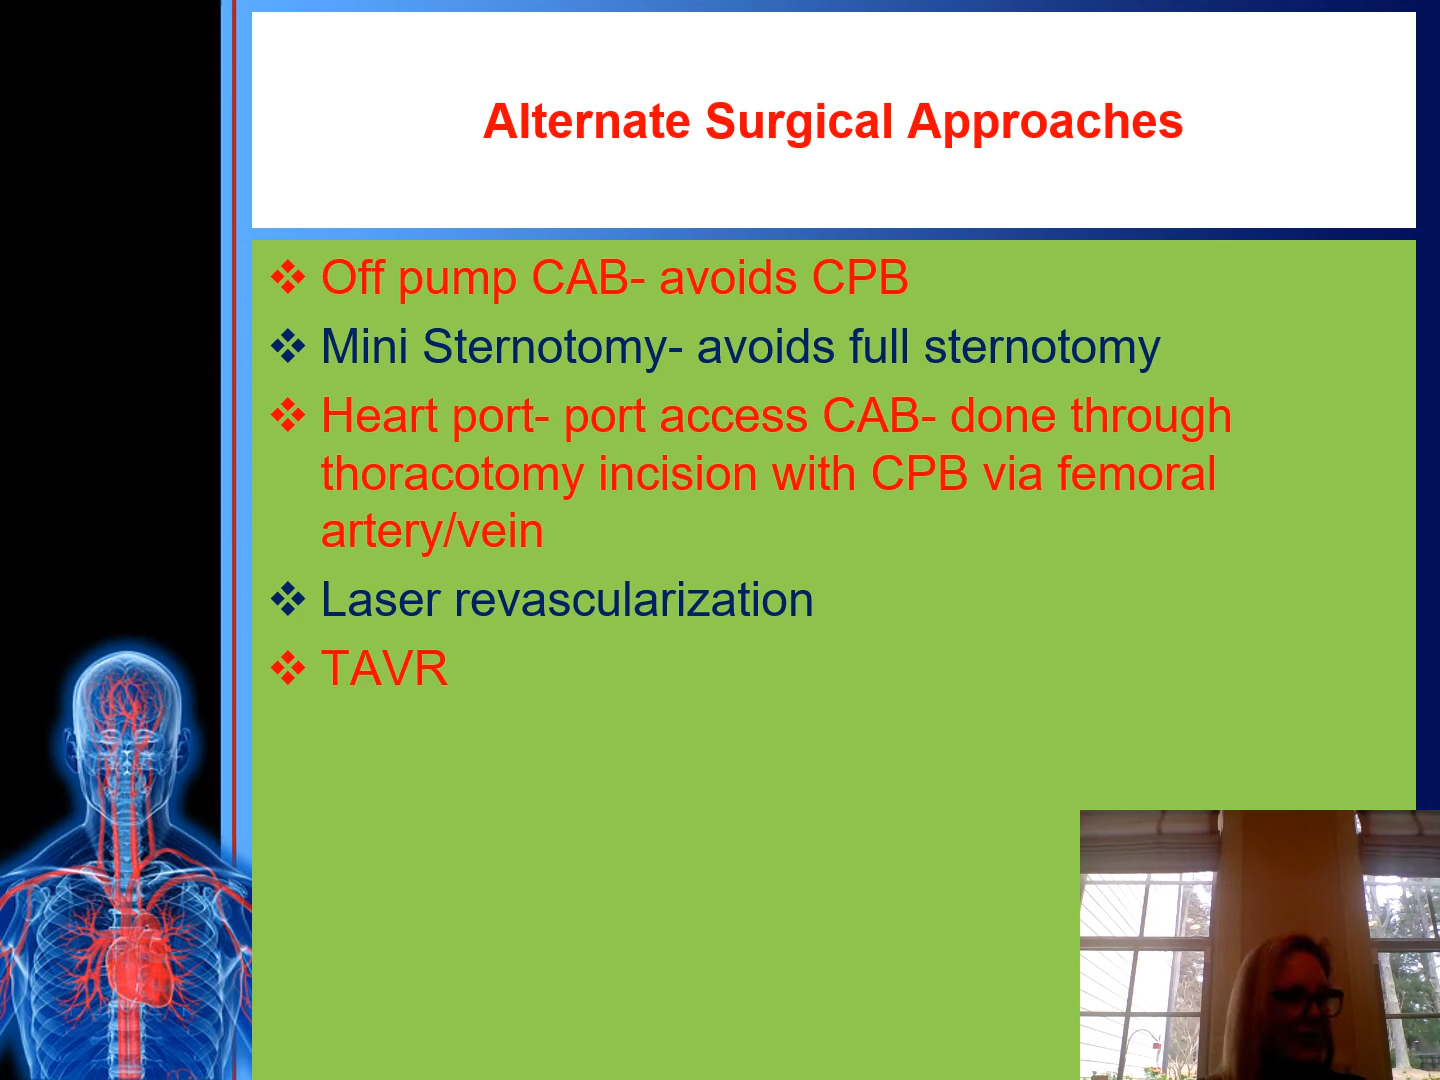 Alternate Surgical Approaches
❖ Off pump CAB- avoids CPB
❖ Mini Sternotomy- avoids full sternotomy
❖ Heart port- port access CAB- done through
thoracotomy incision with CPB via femoral
artery/vein
❖ Laser revascularization
❖ TAVR